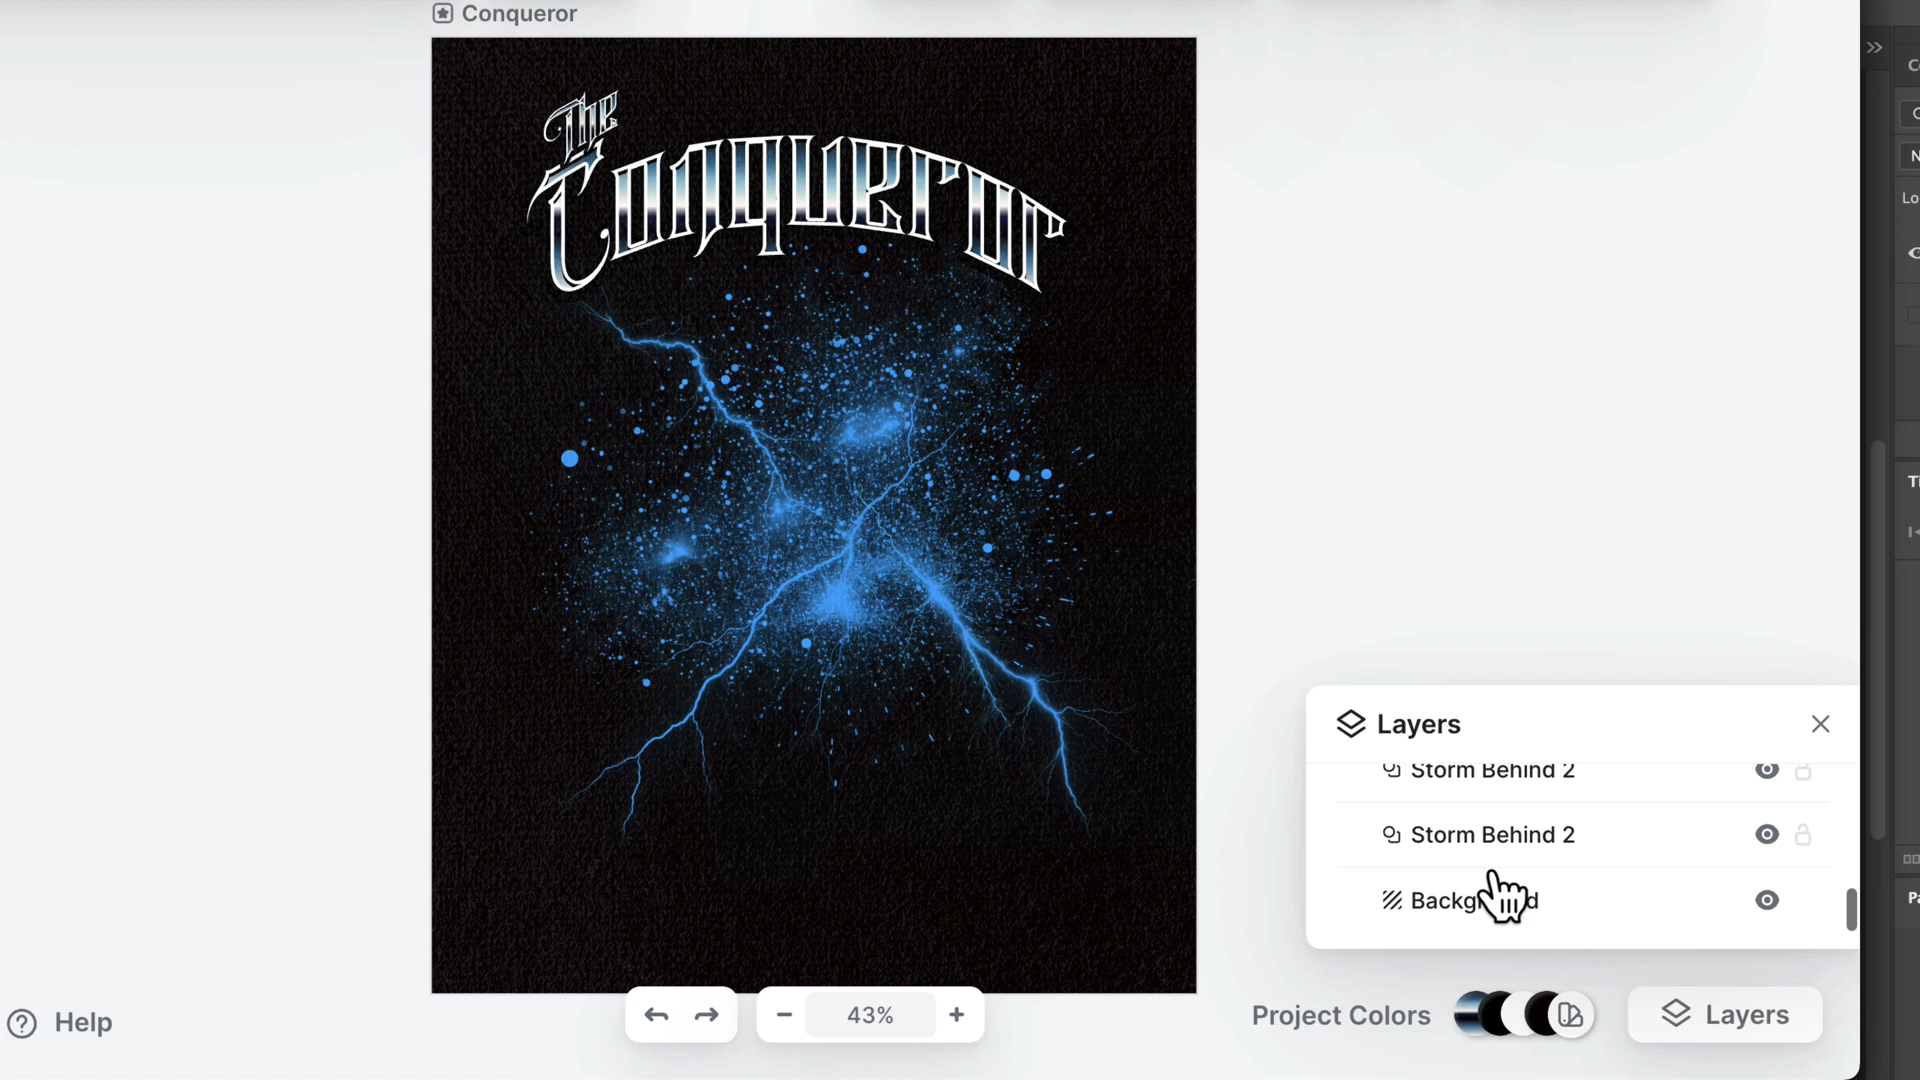 Conqueror
The
Conqueror
Layers
Storm Behind 2
Storm Behind 2
Help
43%
Project Colors
Layers